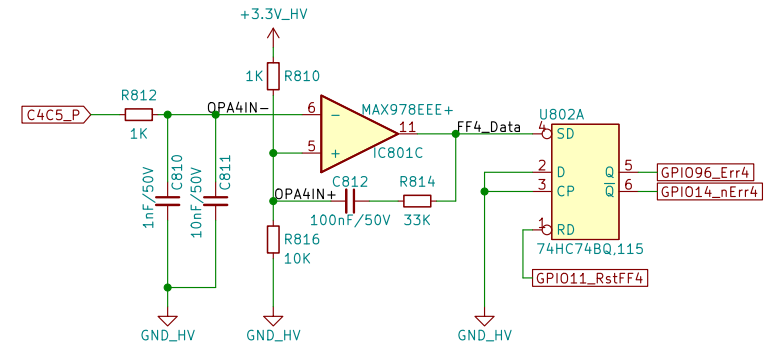 +3.3V_HV
1K R810
R812
C4C5_P
1K
OPA4IN-
6
-
MAX978EEE+
11
FF4_Data
5
+
IC801C
U802A
4
SD
2
D
Q
5
GPIO96_Err4
3
CP
Q
6
GPIO14_nErr4
1
RD
74HC74BQ,115
GPIO11_RstFF4
1nF/50V
C810
10nF/50V
C811
OPA4IN+
C812
100nF/50V
R814
33K
R816
10K
GND_HV
GND_HV
GND_HV